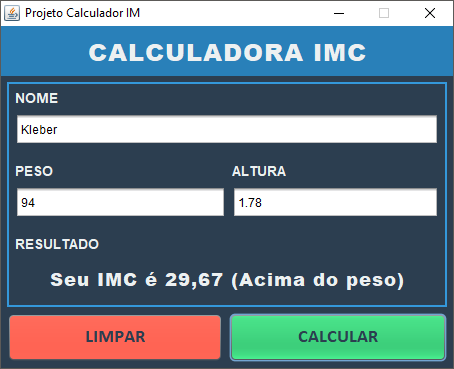 Projeto Calculador IM
CALCULADORA IMC
NOME
Kleber
PESO
ALTURA
94
1.78
RESULTADO
Seu IMC é 29,67 (Acima do peso)
LIMPAR
CALCULAR